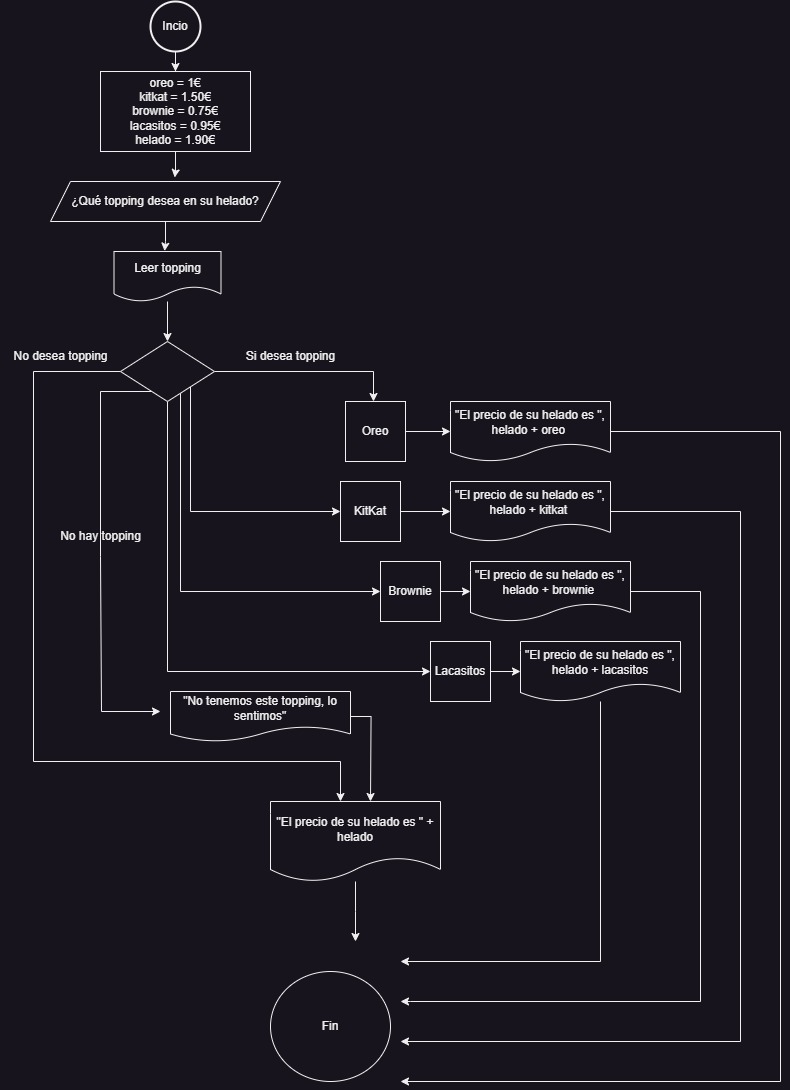 Incio
oreo = 1€
kitkat = 1.50€
brownie = 0.75€
lacasitos = 0.95€
helado = 1.90€
¿Qué topping desea en su helado?
Leer topping
No desea topping
Si desea topping
Oreo
"El precio de su helado es ",
helado + oreo
KitKat
"El precio de su helado es ",
helado + kitkat
No hay topping
Brownie
"El precio de su helado es ",
helado + brownie
Lacasitos
"El precio de su helado es ",
helado + lacasitos
"No tenemos este topping, lo
sentimos"
"El precio de su helado es " +
helado
Fin